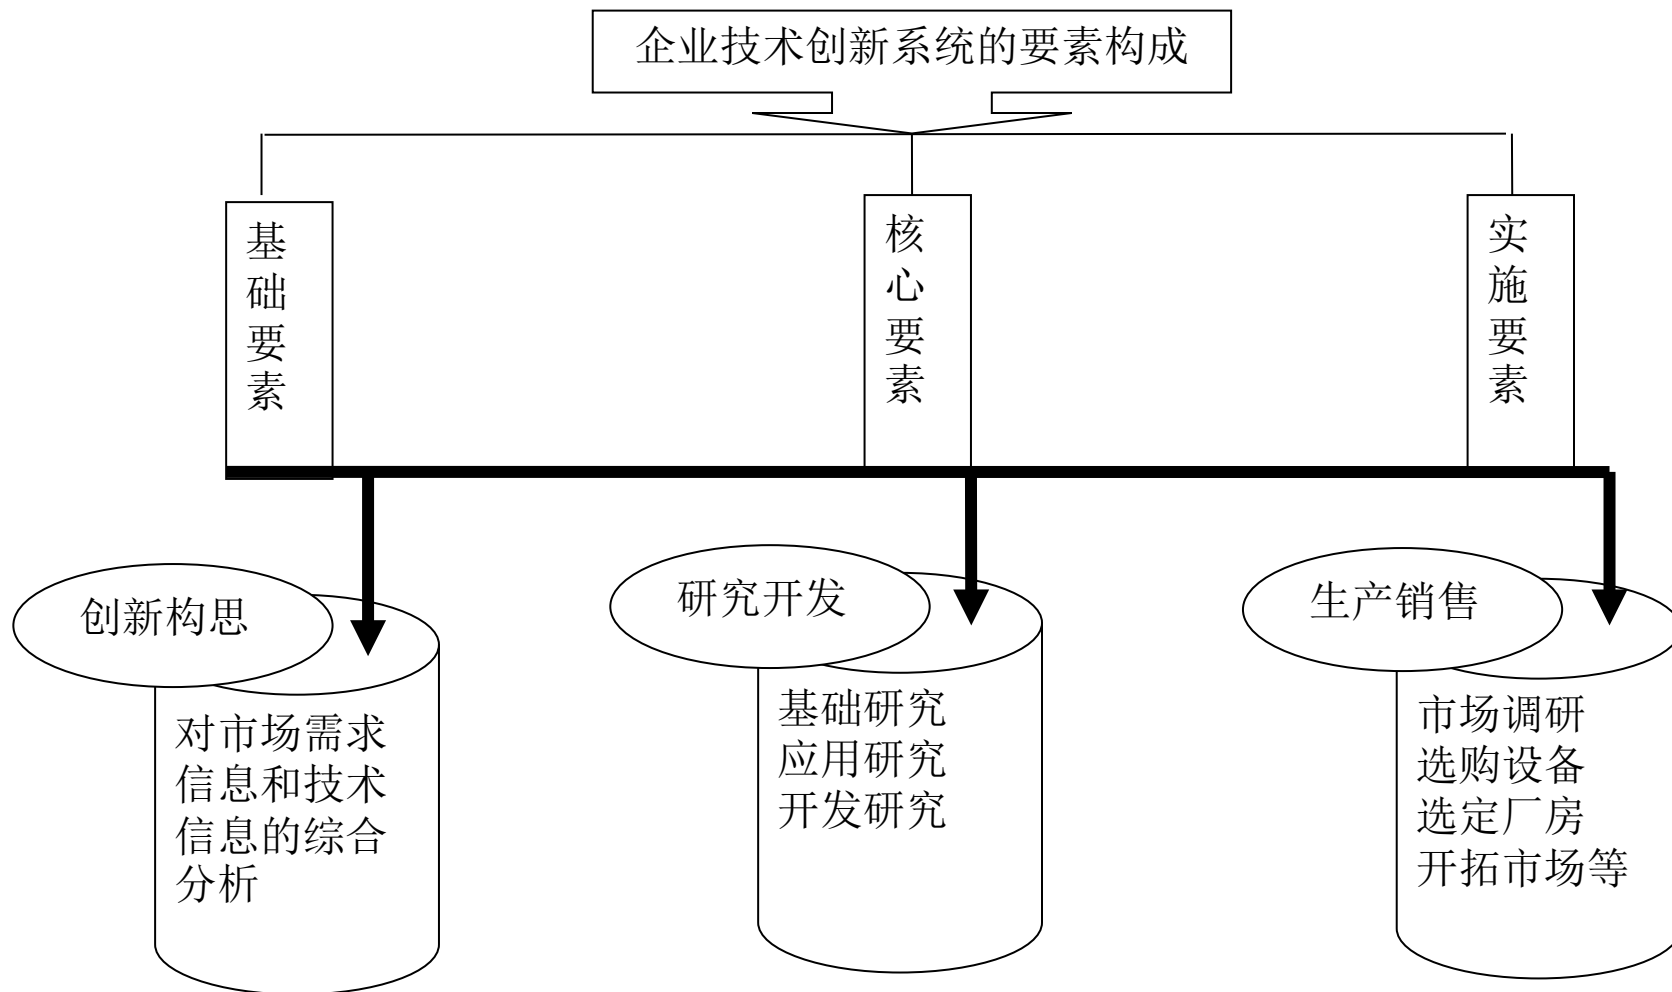 企业技术创新系统的要素构成
基础要素
核心要素
实施要素
创新构思
研究开发
生产销售
对市场需求
信息和技术
信息的综合
分析
基础研究
应用研究
开发研究
市场调研
选购设备
选定厂房
开拓市场等